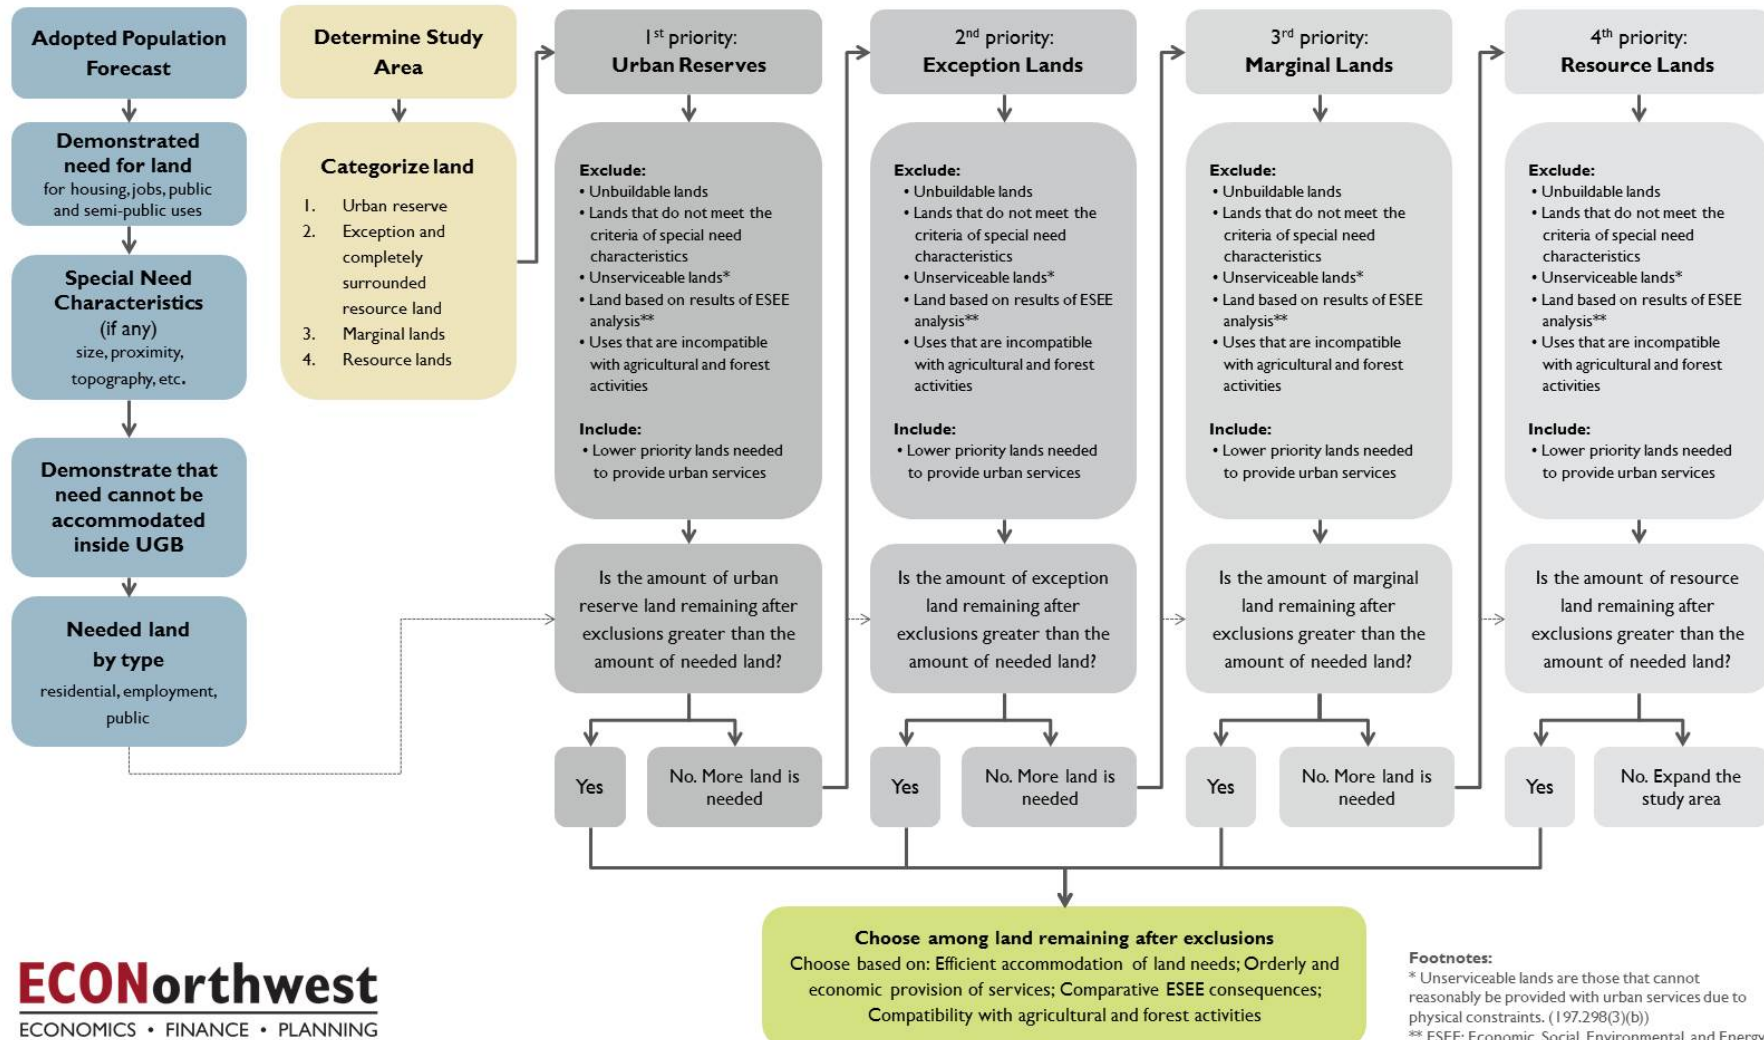 Adopted Population
Forecast
Demonstrated
need for land
for housing, jobs, public
and semi-public uses
Special Need
Characteristics
(if any)
size, proximity,
topography, etc.
Demonstrate that
need cannot be
accommodated
inside UGB
Needed land
by type
residential, employment,
public
Determine Study
Area
Categorize land
1. Urban reserve
2. Exception and
completely
surrounded
resource land
3. Marginal lands
4. Resource lands
1st priority:
Urban Reserves
Exclude:
• Unbuildable lands
• Lands that do not meet the
criteria of special need
characteristics
• Unserviceable lands*
• Land based on results of ESEE
analysis**
• Uses that are incompatible
with agricultural and forest
activities
Include:
• Lower priority lands needed
to provide urban services
Is the amount of urban
reserve land remaining after
exclusions greater than the
amount of needed land?
Yes
No. More land is
needed
2nd priority:
Exception Lands
Exclude:
• Unbuildable lands
• Lands that do not meet the
criteria of special need
characteristics
• Unserviceable lands*
• Land based on results of ESEE
analysis**
• Uses that are incompatible
with agricultural and forest
activities
Include:
• Lower priority lands needed
to provide urban services
Is the amount of exception
land remaining after
exclusions greater than the
amount of needed land?
Yes
No. More land is
needed
3rd priority:
Marginal Lands
Exclude:
• Unbuildable lands
• Lands that do not meet the
criteria of special need
characteristics
• Unserviceable lands*
• Land based on results of ESEE
analysis**
• Uses that are incompatible
with agricultural and forest
activities
Include:
• Lower priority lands needed
to provide urban services
Is the amount of marginal
land remaining after
exclusions greater than the
amount of needed land?
Yes
No. More land is
needed
4th priority:
Resource Lands
Exclude:
• Unbuildable lands
• Lands that do not meet the
criteria of special need
characteristics
• Unserviceable lands*
• Land based on results of ESEE
analysis**
• Uses that are incompatible
with agricultural and forest
activities
Include:
• Lower priority lands needed
to provide urban services
Is the amount of resource
land remaining after
exclusions greater than the
amount of needed land?
Yes
No. Expand the
study area
Choose among land remaining after exclusions
Choose based on: Efficient accommodation of land needs; Orderly and
economic provision of services; Comparative ESEE consequences;
Compatibility with agricultural and forest activities
ECONorthwest
ECONOMICS • FINANCE • PLANNING
Footnotes:
* Unserviceable lands are those that cannot
reasonably be provided with urban services due to
physical constraints. (197.298(3)(b))
** ESEE: Economic, Social, Environmental, and Energy